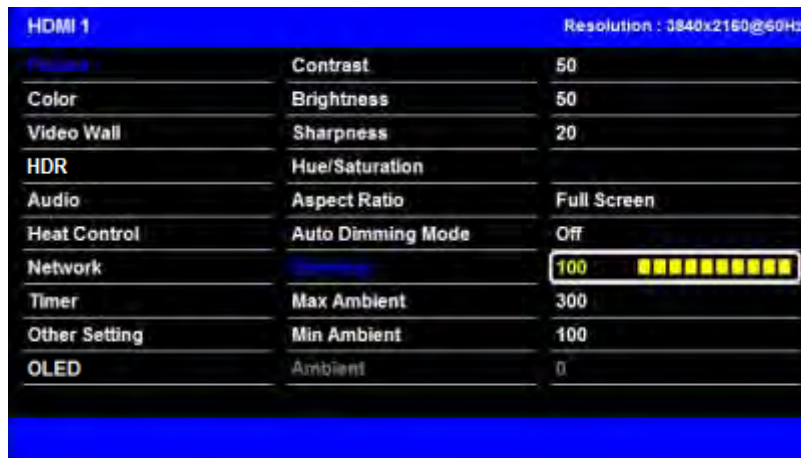 HDMI 1 Resolution : 3840x2160@60Hz
Picture Contrast 50
Color Brightness 50
Video Wall Sharpness 20
HDR Hue/Saturation
Audio Aspect Ratio Full Screen
Heat Control Auto Dimming Mode Off
Network Dimming 100
Timer Max Ambient 300
Other Setting Min Ambient 100
OLED Ambient 0